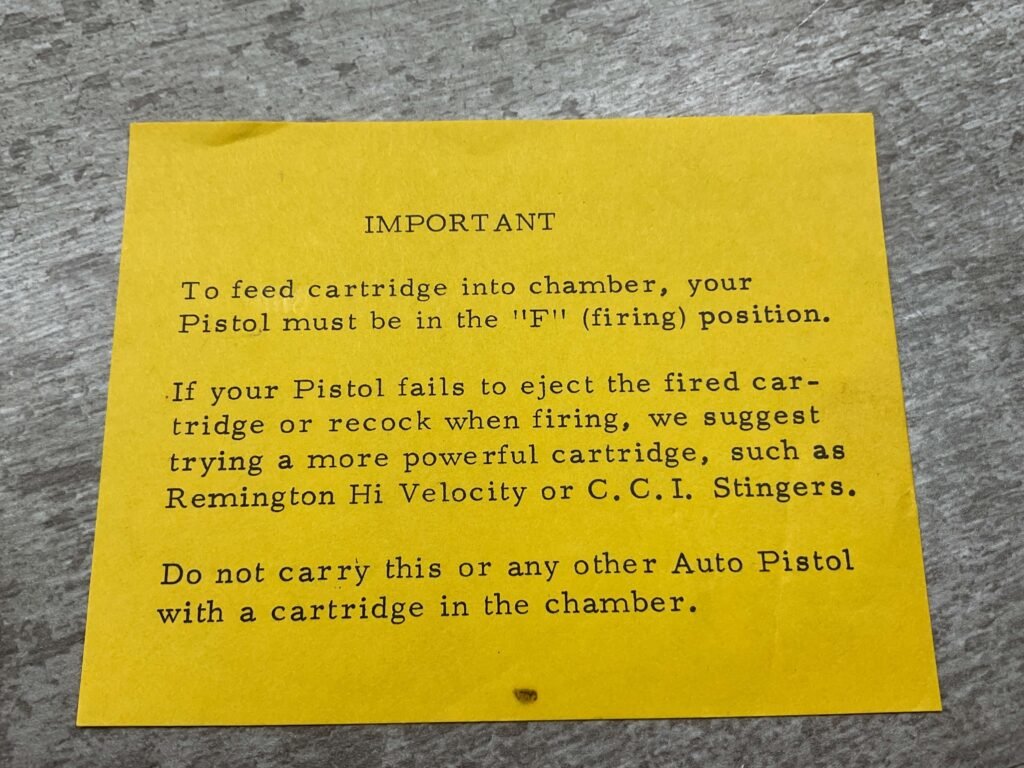 IMPORTANT
To feed cartridge into chamber, your
Pistol must be in the "F" (firing) position.
If your Pistol fails to eject the fired car-
tridge or recock when firing, we suggest
trying a more powerful cartridge, such as
Remington Hi Velocity or C.C.I. Stingers.
Do not carry this or any other Auto Pistol
with a cartridge in the chamber.